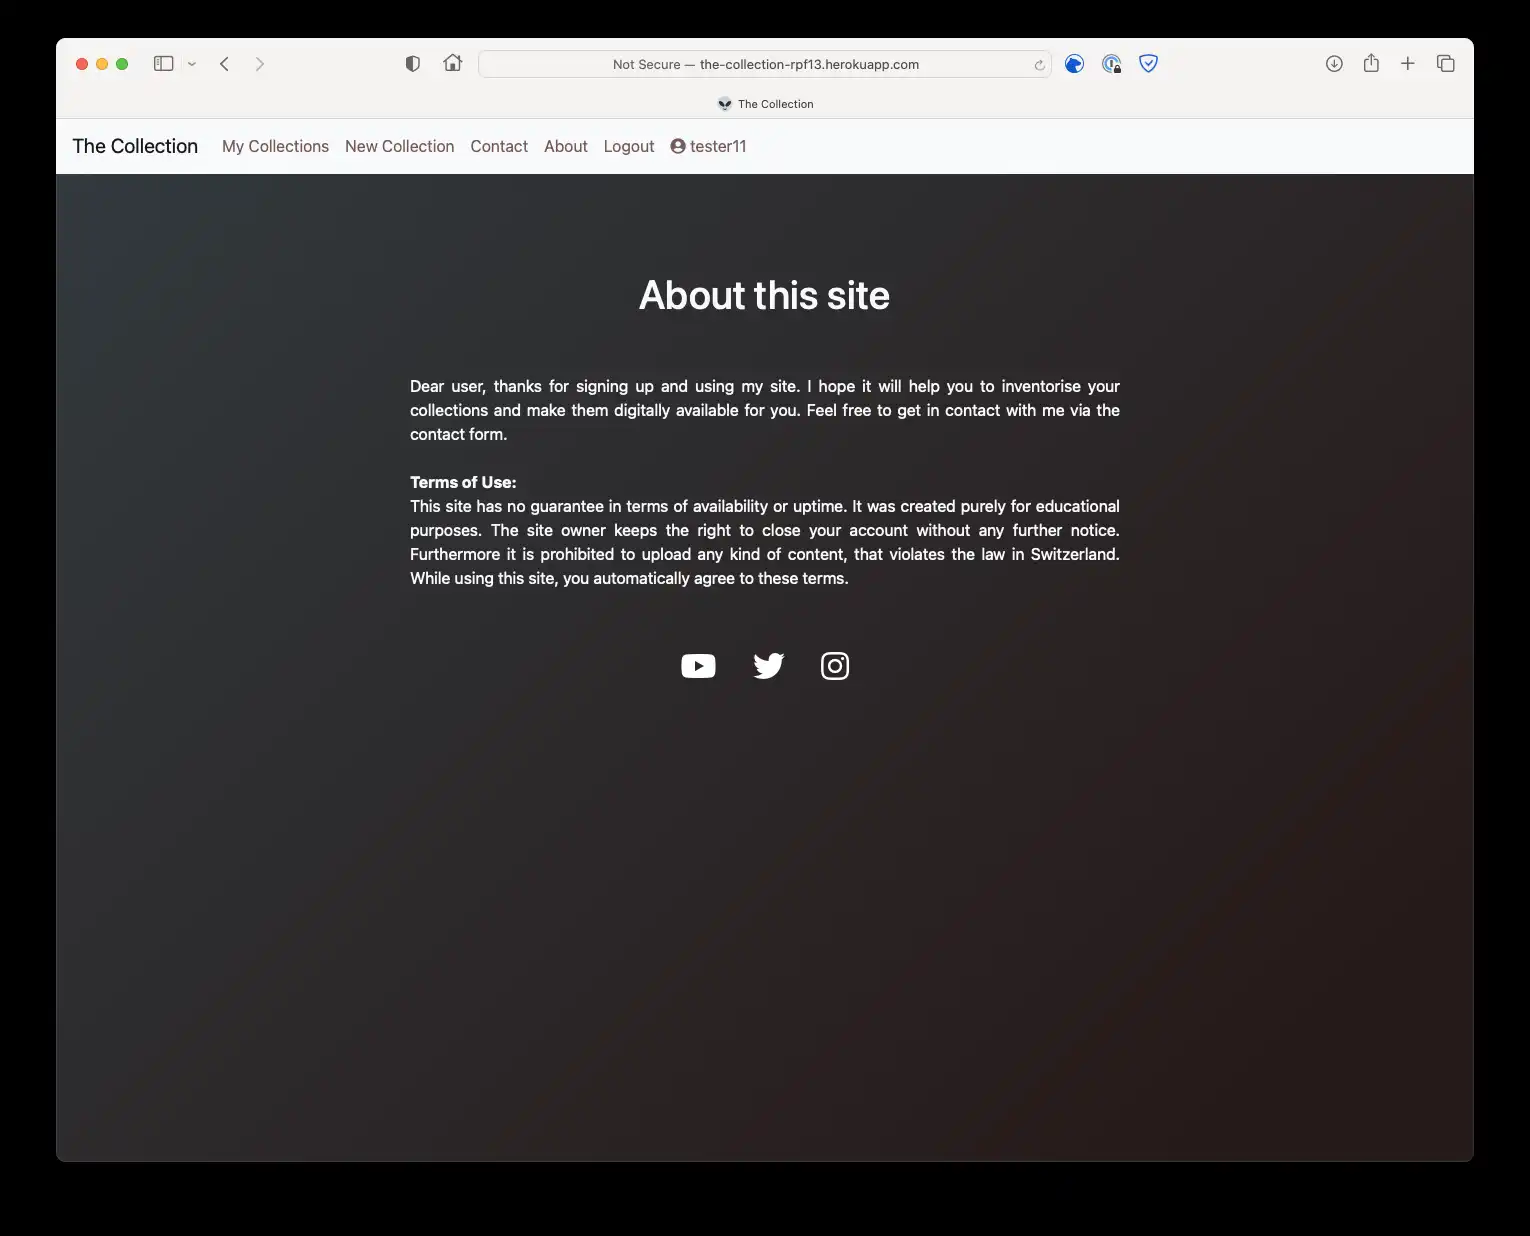 Not Secure — the-collection-rpf13.herokuapp.com
The Collection
The Collection My Collections New Collection Contact About Logout tester11
About this site
Dear user, thanks for signing up and using my site. I hope it will help you to inventorise your
collections and make them digitally available for you. Feel free to get in contact with me via the
contact form.
Terms of Use:
This site has no guarantee in terms of availability or uptime. It was created purely for educational
purposes. The site owner keeps the right to close your account without any further notice.
Furthermore it is prohibited to upload any kind of content, that violates the law in Switzerland.
While using this site, you automatically agree to these terms.